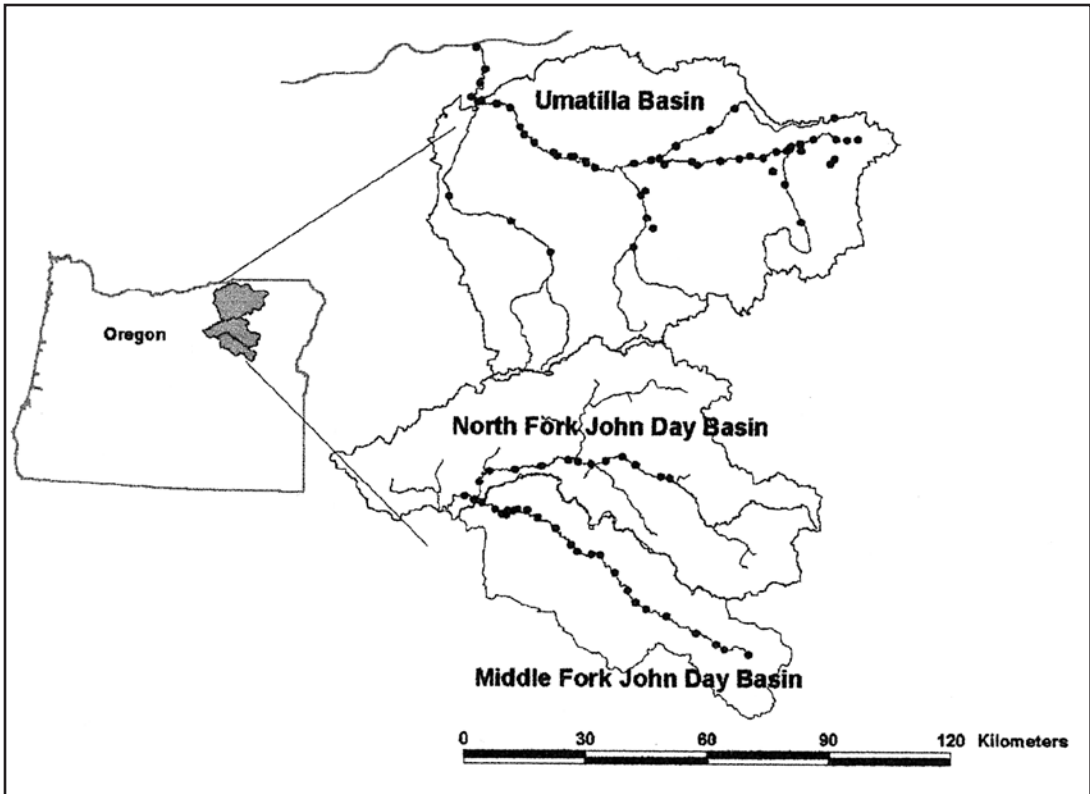 Umatilla Basin
Oregon
North Fork John Day Basin
Middle Fork John Day Basin
0 30 60 90 120 Kilometers